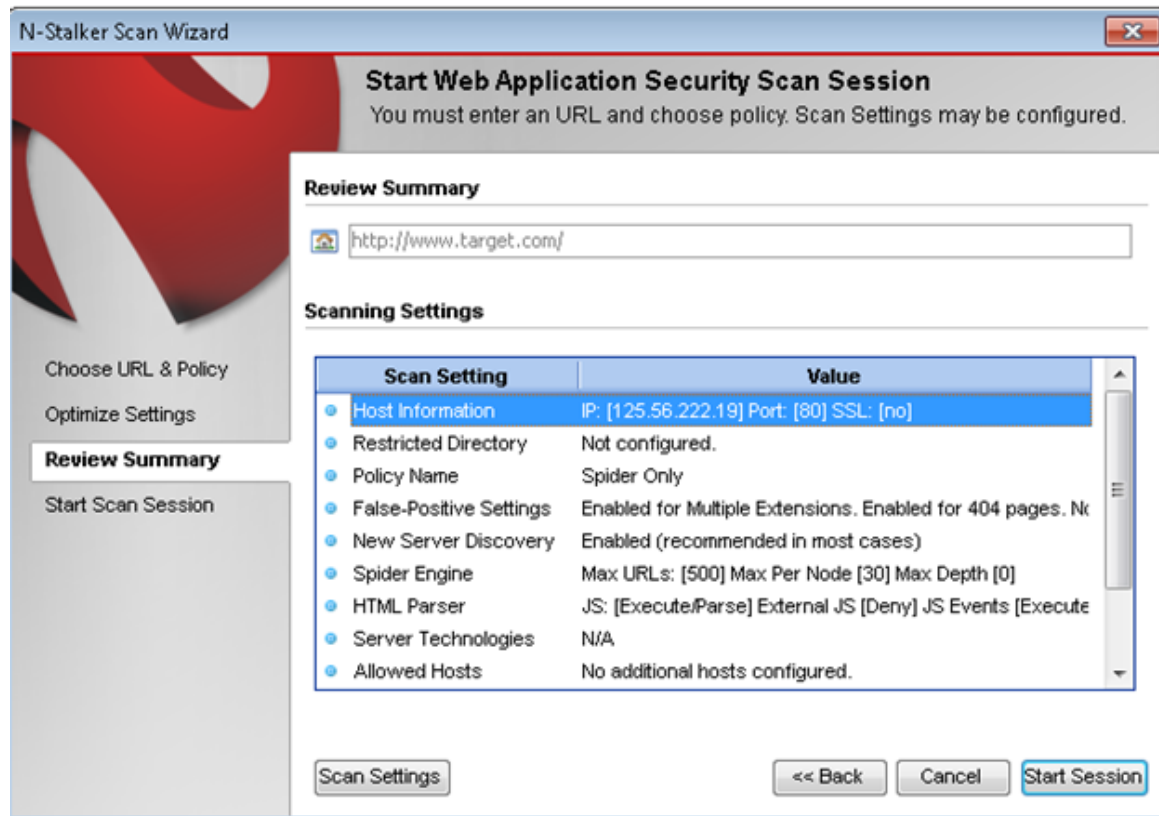 N-Stalker Scan Wizard
Start Web Application Security Scan Session
You must enter an URL and choose policy. Scan Settings may be configured.
Choose URL & Policy
Optimize Settings
Review Summary
Start Scan Session
Review Summary
http://www.target.com/
Scanning Settings
Scan Setting Value
Host Information IP: [125.56.222.19] Port: [80] SSL: [no]
Restricted Directory Not configured.
Policy Name Spider Only
False-Positive Settings Enabled for Multiple Extensions. Enabled for 404 pages.
New Server Discovery Enabled (recommended in most cases)
Spider Engine Max URLs: [500] Max Per Node [30] Max Depth [0]
HTML Parser JS: [Execute/Parse] External JS [Deny] JS Events [Execute
Server Technologies N/A
Allowed Hosts No additional hosts configured.
Scan Settings
<< Back
Cancel
Start Session